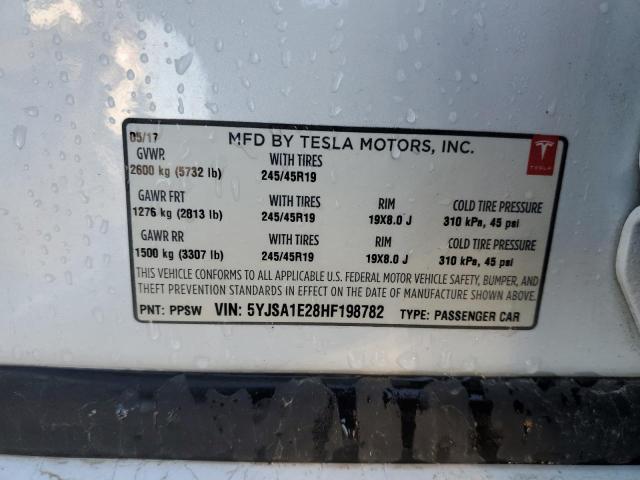 05/17 MFD BY TESLA MOTORS, INC.
GVWR WITH TIRES
2600 kg (5732 lb) 245/45R19
TESLA
GAWR FRT WITH TIRES RIM COLD TIRE PRESSURE
1276 kg (2813 lb) 245/45R19 19X8.0 J 310 kPa, 45 psi
GAWR RR WITH TIRES RIM COLD TIRE PRESSURE
1500 kg (3307 lb) 245/45R19 19X8.0 J 310 kPa, 45 psi
THIS VEHICLE CONFORMS TO ALL APPLICABLE U.S. FEDERAL MOTOR VEHICLE SAFETY, BUMPER, AND
THEFT PREVENTION STANDARDS IN EFFECT ON THE DATE OF MANUFACTURE SHOWN ABOVE.
PNT: PPSW VIN: 5YJSA1E28HF198782 TYPE: PASSENGER CAR